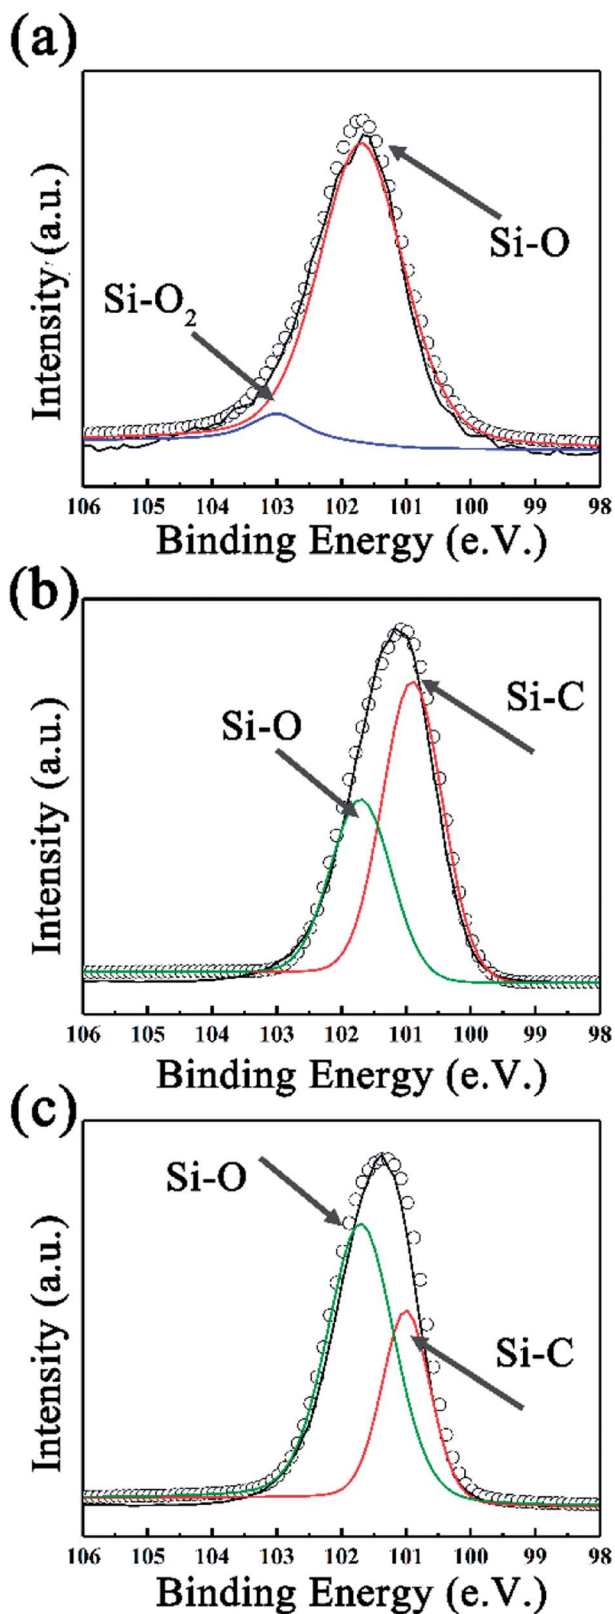 (a)
Intensity (a.u.)
Si-O
Si-O₂
106 105 104 103 102 101 100 99 98
Binding Energy (e.V.)
(b)
Intensity (a.u.)
Si-C
Si-O
106 105 104 103 102 101 100 99 98
Binding Energy (e.V.)
(c)
Intensity (a.u.)
Si-O
Si-C
106 105 104 103 102 101 100 99 98
Binding Energy (e.V.)